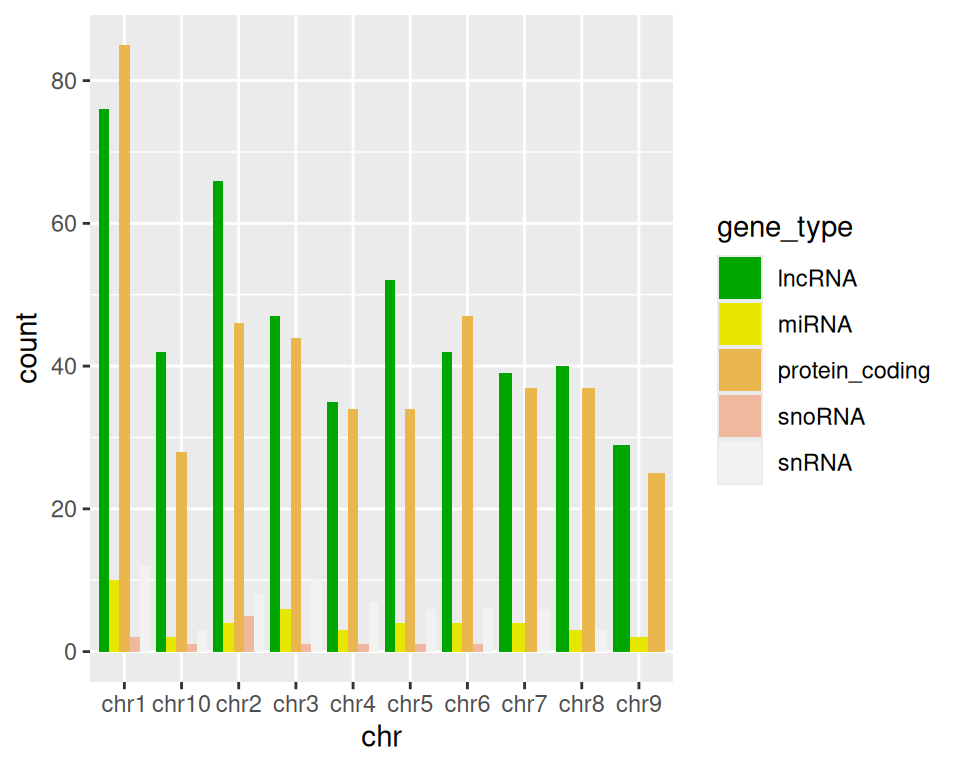 80
60
40
20
0
count
chr1 chr10 chr2 chr3 chr4 chr5 chr6 chr7 chr8 chr9
chr
gene_type
lncRNA
miRNA
protein_coding
snoRNA
snRNA